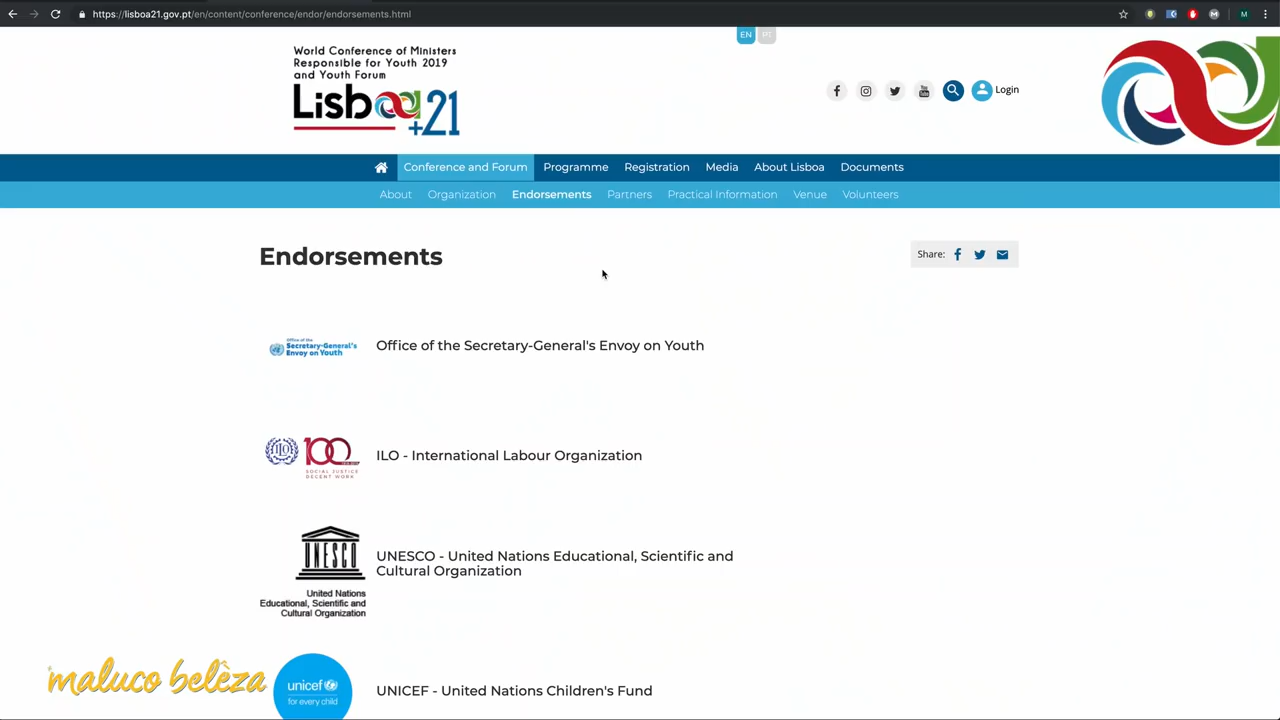 https://lisboa21.gov.pt/en/content/conference/endor/endorsements.html
M
EN
PT
World Conference of Ministers
Responsible for Youth 2019
and Youth Forum
Lisboa
+21
Login
Conference and Forum
Programme
Registration
Media
About Lisboa
Documents
About
Organization
Endorsements
Partners
Practical Information
Venue
Volunteers
Endorsements
Share:
Office of the
Secretary-General's
Envoy on Youth
Office of the Secretary-General's Envoy on Youth
ILO
100
SOCIAL JUSTICE
DECENT WORK
ILO - International Labour Organization
UNESCO
United Nations
Educational, Scientific and
Cultural Organization
UNESCO - United Nations Educational, Scientific and
Cultural Organization
maluco belêza
unicef
for every child
UNICEF - United Nations Children's Fund